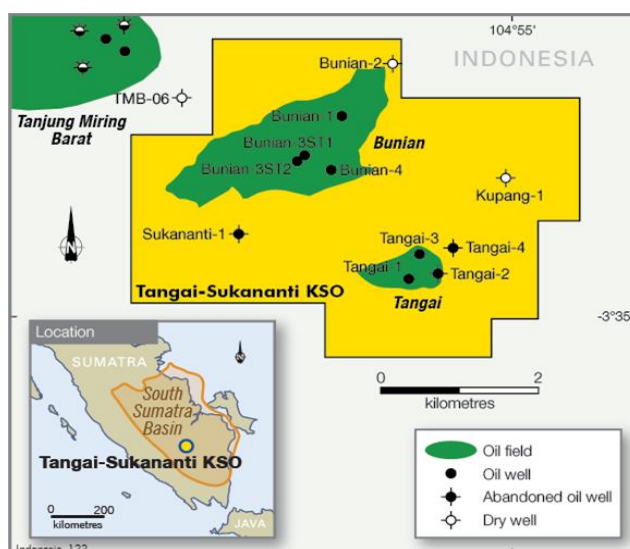 104°55'
INDONESIA
Bunian-2
TMB-06
Tanjung Miring
Barat
Bunian-1
Bunian
Bunian-3ST1
Bunian-3ST2
Bunian-4
Kupang-1
Sukananti-1
Tangai-3
Tangai-4
Tangai-1
Tangai-2
Tangai-Sukananti KSO
Tangai
-3°35'
N
0 2
kilometres
Location
SUMATRA
N
South
Sumatra
Basin
Tangai-Sukananti KSO
0 200
kilometres
JAVA
Oil field
Oil well
Abandoned oil well
Dry well
Indonesia 122